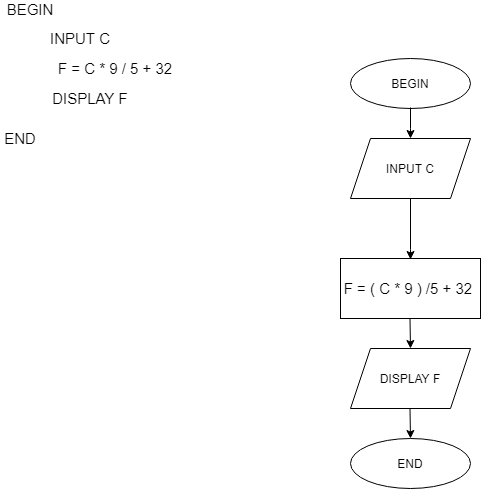 BEGIN
INPUT C
F = C * 9 / 5 + 32
DISPLAY F
END
BEGIN
INPUT C
F = ( C * 9 ) /5 + 32
DISPLAY F
END